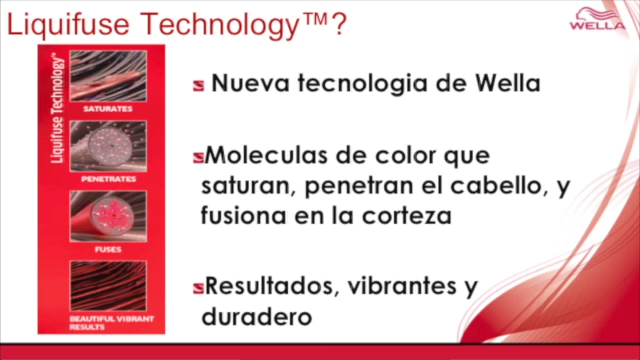 Liquifuse Technology™?
WELLA
Liquifuse Technology™
SATURATES
PENETRATES
FUSES
BEAUTIFUL VIBRANT
RESULTS
Nueva tecnologia de Wella
Moleculas de color que
saturan, penetran el cabello, y
fusiona en la corteza
Resultados, vibrantes y
duradero